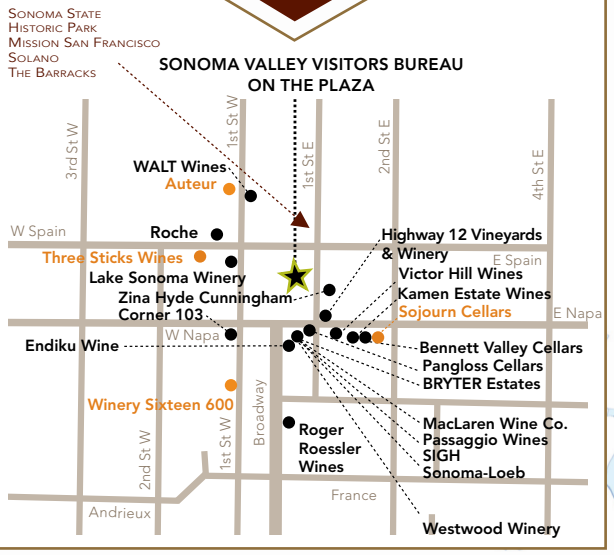 SONOMA STATE
HISTORIC PARK
MISSION SAN FRANCISCO
SOLANO
THE BARRACKS
SONOMA VALLEY VISITORS BUREAU
ON THE PLAZA
3rd St W
1st St W
1st St E
2nd St E
4th St E
WALT Wines
Auteur
W Spain
Roche
Three Sticks Wines
Lake Sonoma Winery
Zina Hyde Cunningham
Corner 103
Highway 12 Vineyards
& Winery
E Spain
Victor Hill Wines
Kamen Estate Wines
Sojourn Cellars
E Napa
W Napa
Endiku Wine
Bennett Valley Cellars
Pangloss Cellars
BRYTER Estates
Winery Sixteen 600
Broadway
2nd St W
1st St W
Roger
Roessler
Wines
MacLaren Wine Co.
Passaggio Wines
SIGH
Sonoma-Loeb
France
Andrieux
Westwood Winery